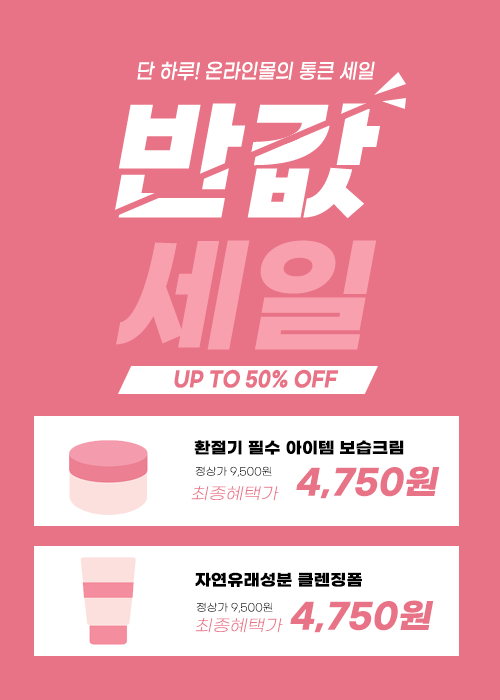 단 하루! 온라인몰의 통큰 세일
반값
세일
UP TO 50% OFF
환절기 필수 아이템 보습크림
정상가 9,500원
최종혜택가 4,750원
자연유래성분 클렌징폼
정상가 9,500원
최종혜택가 4,750원